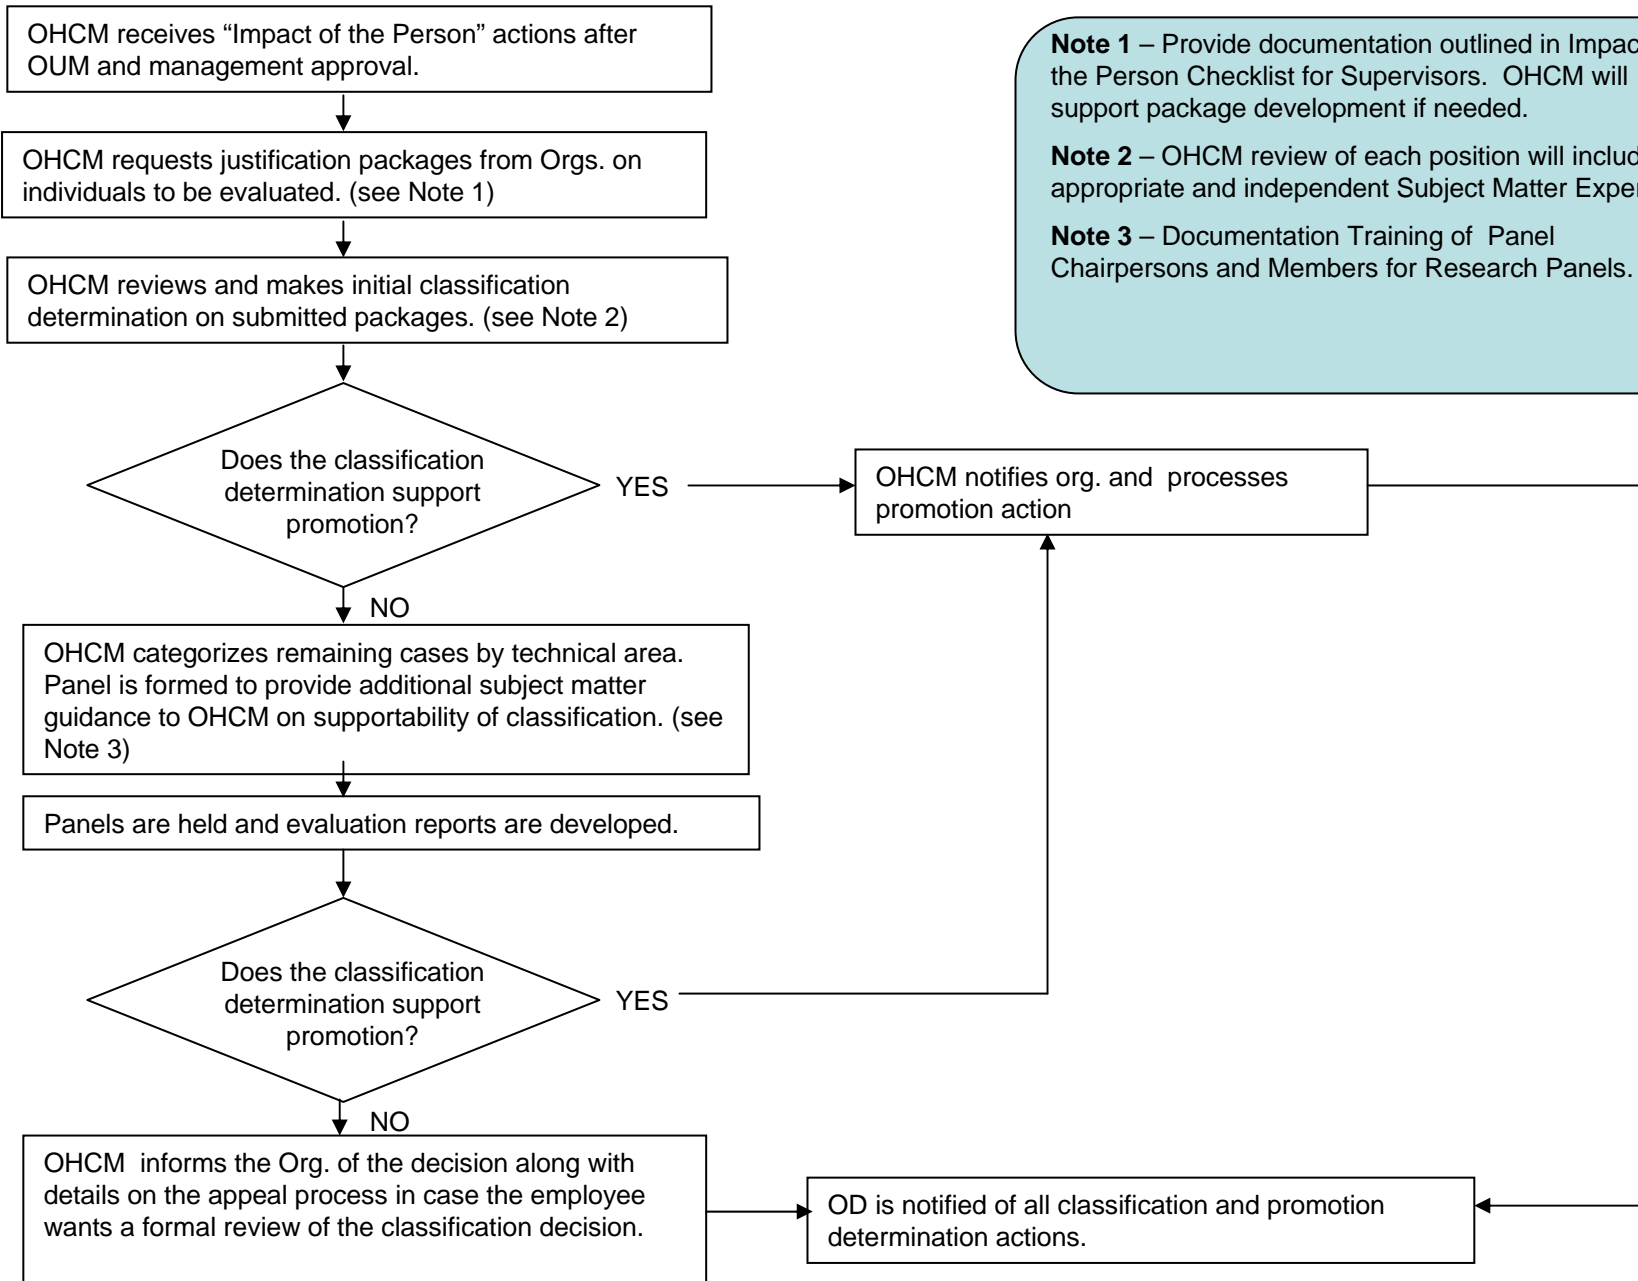 OHCM receives “Impact of the Person” actions after
OUM and management approval.
OHCM requests justification packages from Orgs. on
individuals to be evaluated. (see Note 1)
OHCM reviews and makes initial classification
determination on submitted packages. (see Note 2)
Does the classification
determination support
promotion?
YES
NO
OHCM notifies org. and processes
promotion action
OHCM categorizes remaining cases by technical area.
Panel is formed to provide additional subject matter
guidance to OHCM on supportability of classification. (see
Note 3)
Panels are held and evaluation reports are developed.
Does the classification
determination support
promotion?
YES
NO
OHCM informs the Org. of the decision along with
details on the appeal process in case the employee
wants a formal review of the classification decision.
OD is notified of all classification and promotion
determination actions.
Note 1 – Provide documentation outlined in
the Person Checklist for Supervisors. OHCM will
support package development if needed.
Note 2 – OHCM review of each position will
appropriate and independent Subject Matter
Note 3 – Documentation Training of Panel
Chairpersons and Members for Research Panels.